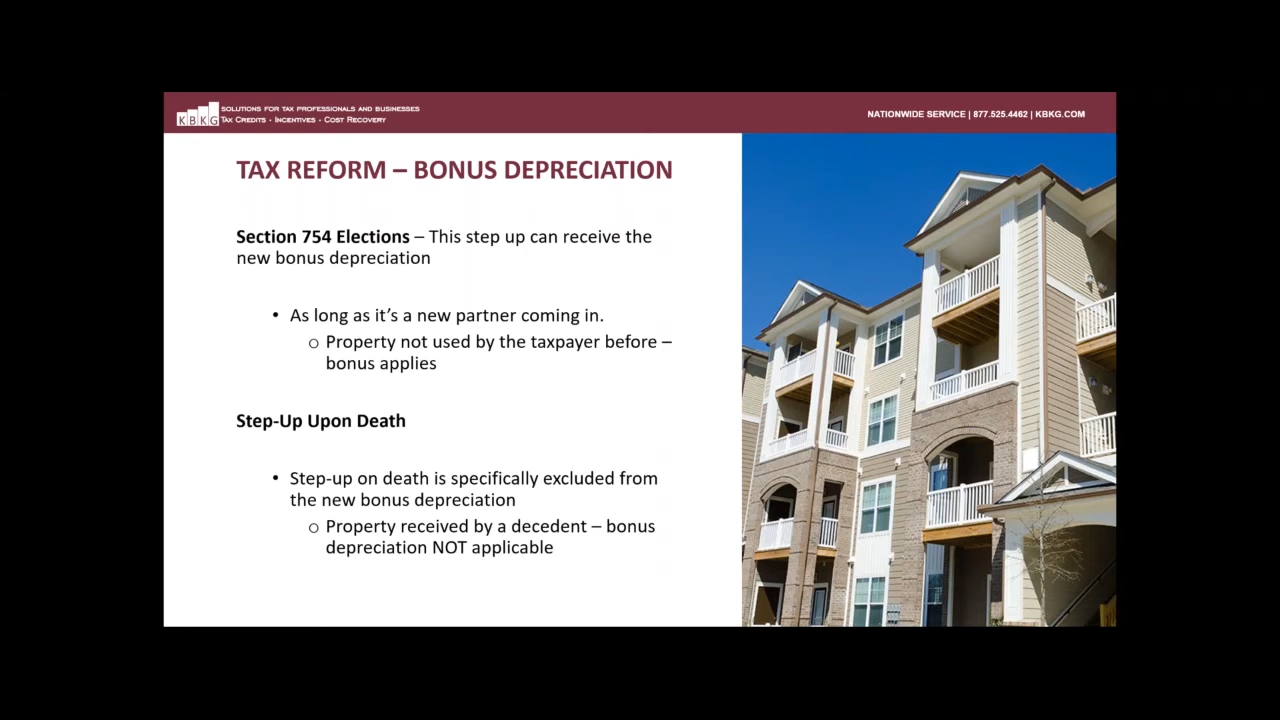 KBKG
SOLUTIONS FOR TAX PROFESSIONALS AND BUSINESSES
TAX CREDITS • INCENTIVES • COST RECOVERY
NATIONWIDE SERVICE | 877.525.4462 | KBKG.COM
TAX REFORM – BONUS DEPRECIATION
Section 754 Elections – This step up can receive the
new bonus depreciation
• As long as it’s a new partner coming in.
o Property not used by the taxpayer before –
bonus applies
Step-Up Upon Death
• Step-up on death is specifically excluded from
the new bonus depreciation
o Property received by a decedent – bonus
depreciation NOT applicable